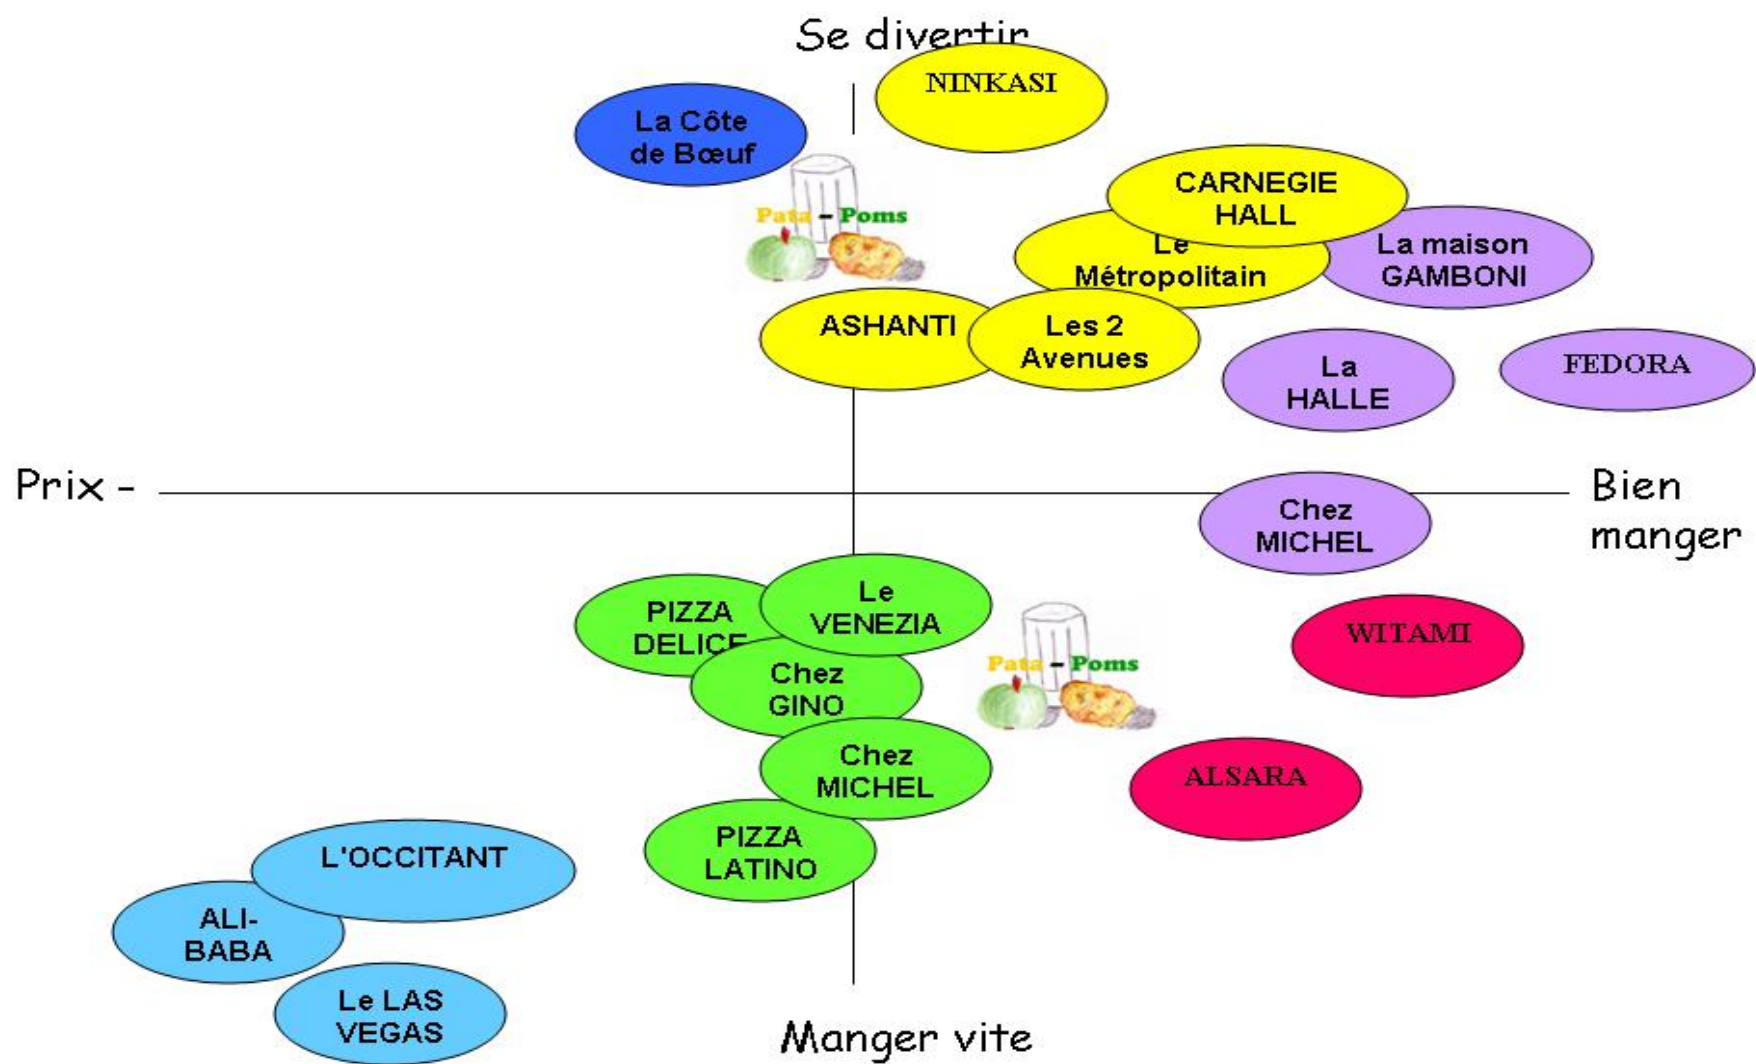 Se divertir
NINKASI
La Côte
de Bœuf
CARNEGIE
HALL
Pata - Poms
Le
Métropolitain
La maison
GAMBONI
ASHANTI
Les 2
Avenues
La
HALLE
FEDORA
Prix -
Bien
manger
Chez
MICHEL
Le
VENEZIA
PIZZA
DELICE
WITAMI
Pata - Poms
Chez
GINO
Chez
MICHEL
ALSARA
PIZZA
LATINO
L'OCCITANT
ALI-
BABA
Le LAS
VEGAS
Manger vite